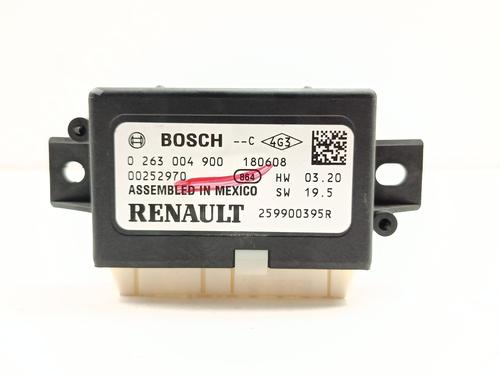 BOSCH --C 4G3
0 263 004 900 180608
00252970 864 HW 03.20
ASSEMBLED IN MEXICO SW 19.5
RENAULT 259900395R